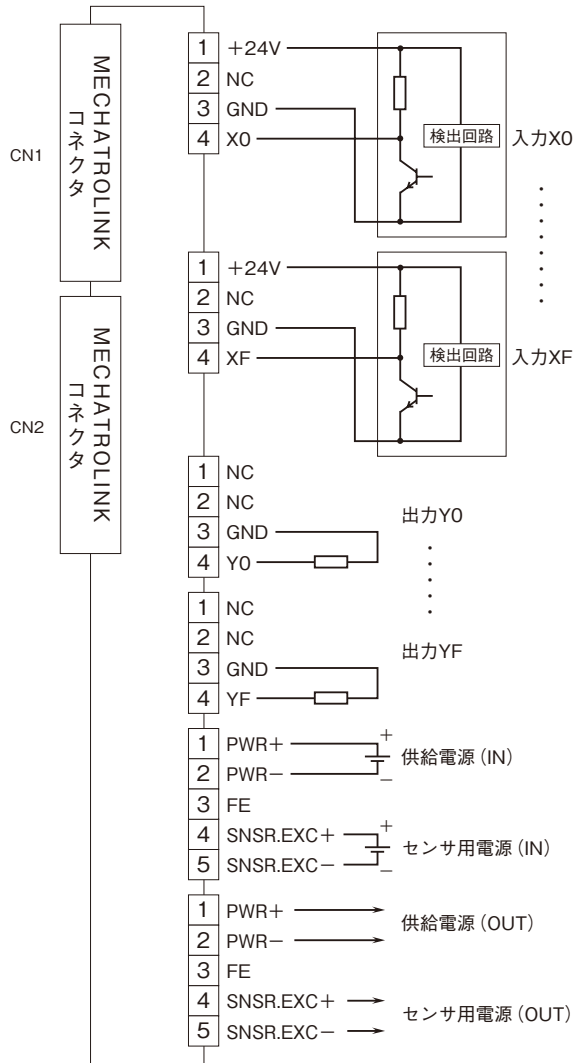 CN1
MECHATROLINK
コネクタ
CN2
MECHATROLINK
コネクタ
1 +24V
2 NC
3 GND
4 X0
検出回路
入力X0
1 +24V
2 NC
3 GND
4 XF
検出回路
入力XF
1 NC
2 NC
3 GND
4 Y0
出力Y0
1 NC
2 NC
3 GND
4 YF
出力YF
1 PWR+
2 PWR−
3 FE
4 SNSR.EXC+
5 SNSR.EXC−
+
−
供給電源(IN)
+
−
センサ用電源(IN)
1 PWR+
2 PWR−
3 FE
4 SNSR.EXC+
5 SNSR.EXC−
供給電源(OUT)
センサ用電源(OUT)